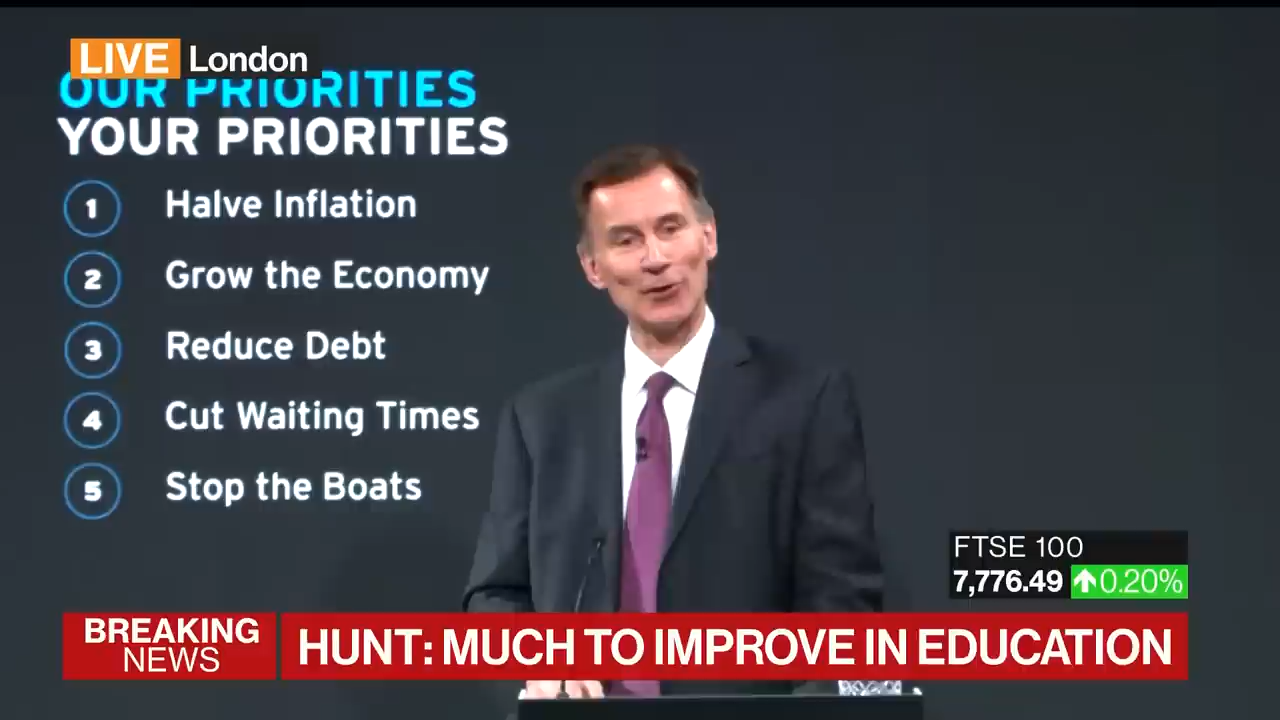 LIVE London
OUR PRIORITIES
YOUR PRIORITIES
1 Halve Inflation
2 Grow the Economy
3 Reduce Debt
4 Cut Waiting Times
5 Stop the Boats
FTSE 100
7,776.49 ↑0.20%
BREAKING
NEWS
HUNT: MUCH TO IMPROVE IN EDUCATION